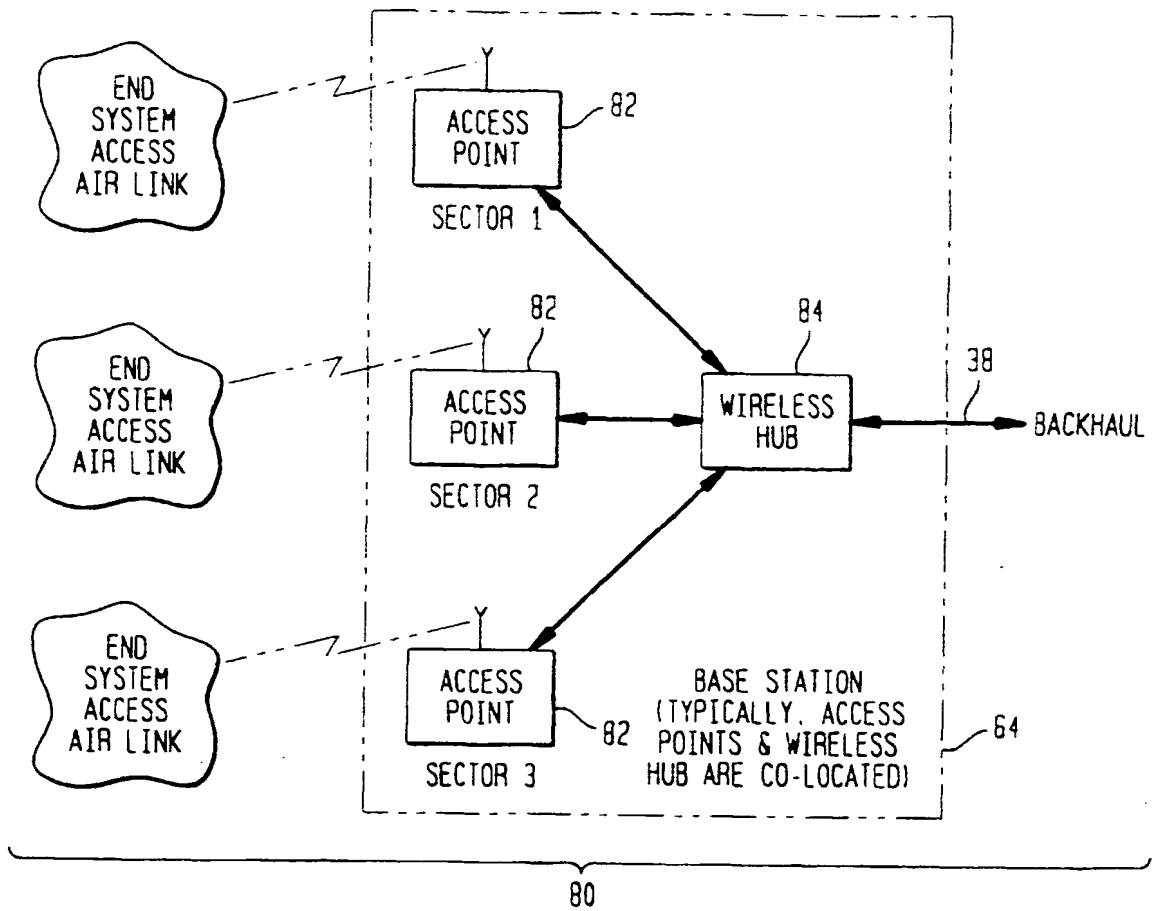 END
SYSTEM
ACCESS
AIR LINK
ACCESS
POINT
82
SECTOR 1
END
SYSTEM
ACCESS
AIR LINK
ACCESS
POINT
82
SECTOR 2
WIRELESS
HUB
84
38
BACKHAUL
END
SYSTEM
ACCESS
AIR LINK
ACCESS
POINT
82
SECTOR 3
BASE STATION
(TYPICALLY, ACCESS
POINTS & WIRELESS
HUB ARE CO-LOCATED)
64
80